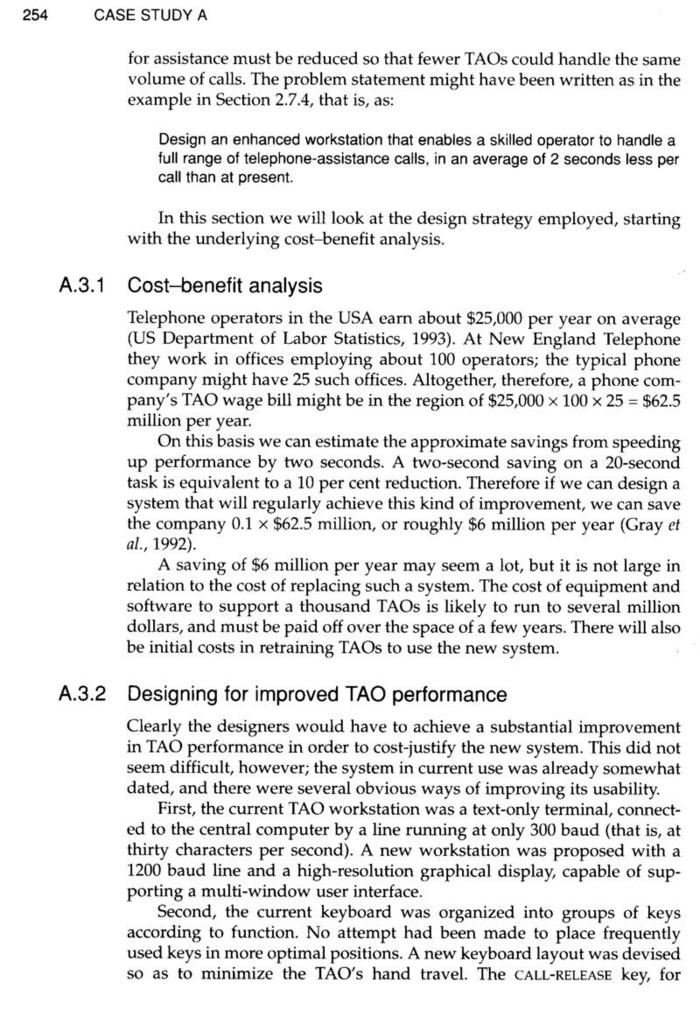 254 CASE STUDY A
for assistance must be reduced so that fewer TAOs could handle the same
volume of calls. The problem statement might have been written as in the
example in Section 2.7.4, that is, as:
Design an enhanced workstation that enables a skilled operator to handle a
full range of telephone-assistance calls, in an average of 2 seconds less per
call than at present.
In this section we will look at the design strategy employed, starting
with the underlying cost–benefit analysis.
A.3.1 Cost–benefit analysis
Telephone operators in the USA earn about $25,000 per year on average
(US Department of Labor Statistics, 1993). At New England Telephone
they work in offices employing about 100 operators; the typical phone
company might have 25 such offices. Altogether, therefore, a phone com-
pany's TAO wage bill might be in the region of $25,000 × 100 × 25 = $62.5
million per year.
On this basis we can estimate the approximate savings from speeding
up performance by two seconds. A two-second saving on a 20-second
task is equivalent to a 10 per cent reduction. Therefore if we can design a
system that will regularly achieve this kind of improvement, we can save
the company 0.1 × $62.5 million, or roughly $6 million per year (Gray et
al., 1992).
A saving of $6 million per year may seem a lot, but it is not large in
relation to the cost of replacing such a system. The cost of equipment and
software to support a thousand TAOs is likely to run to several million
dollars, and must be paid off over the space of a few years. There will also
be initial costs in retraining TAOs to use the new system.
A.3.2 Designing for improved TAO performance
Clearly the designers would have to achieve a substantial improvement
in TAO performance in order to cost-justify the new system. This did not
seem difficult, however; the system in current use was already somewhat
dated, and there were several obvious ways of improving its usability.
First, the current TAO workstation was a text-only terminal, connect-
ed to the central computer by a line running at only 300 baud (that is, at
thirty characters per second). A new workstation was proposed with a
1200 baud line and a high-resolution graphical display, capable of sup-
porting a multi-window user interface.
Second, the current keyboard was organized into groups of keys
according to function. No attempt had been made to place frequently
used keys in more optimal positions. A new keyboard layout was devised
so as to minimize the TAO's hand travel. The CALL-RELEASE key, for